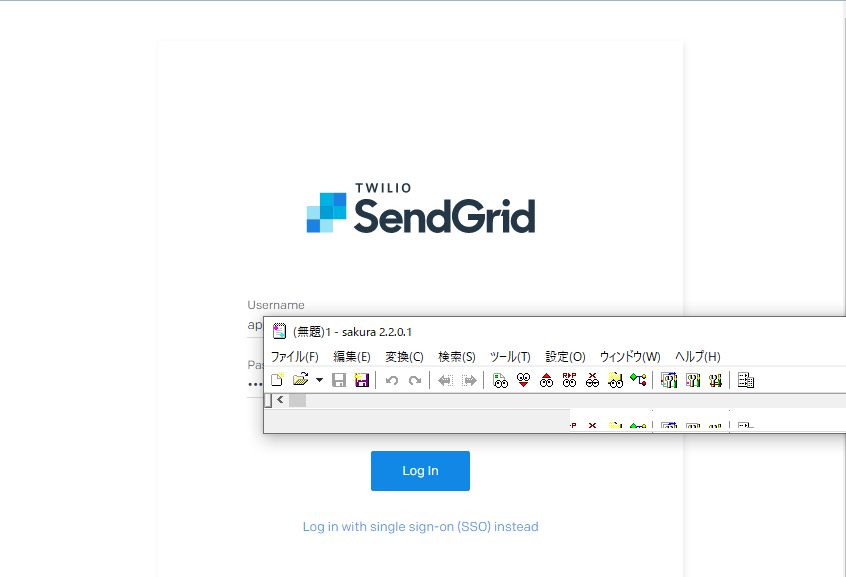 TWILIO
SendGrid
Username
ap
(無題)1 - sakura 2.2.0.1
ファイル(F) 編集(E) 変換(C) 検索(S) ツール(T) 設定(O) ウィンドウ(W) ヘルプ(H)
Pas
Log In
Log in with single sign-on (SSO) instead